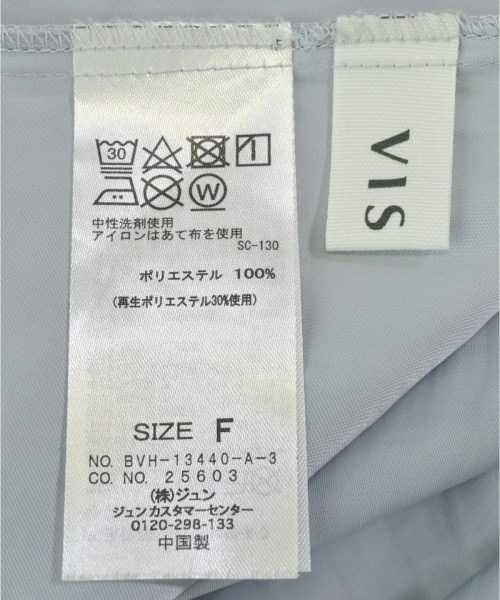 30
W
中性洗剤使用
アイロンはあて布を使用
SC-130
ポリエステル 100%
(再生ポリエステル30%使用)
SIZE F
NO. BVH-13440-A-3
CO. NO. 25603
(株)ジュン
ジュンカスタマーセンター
0120-298-133
中国製
VIS